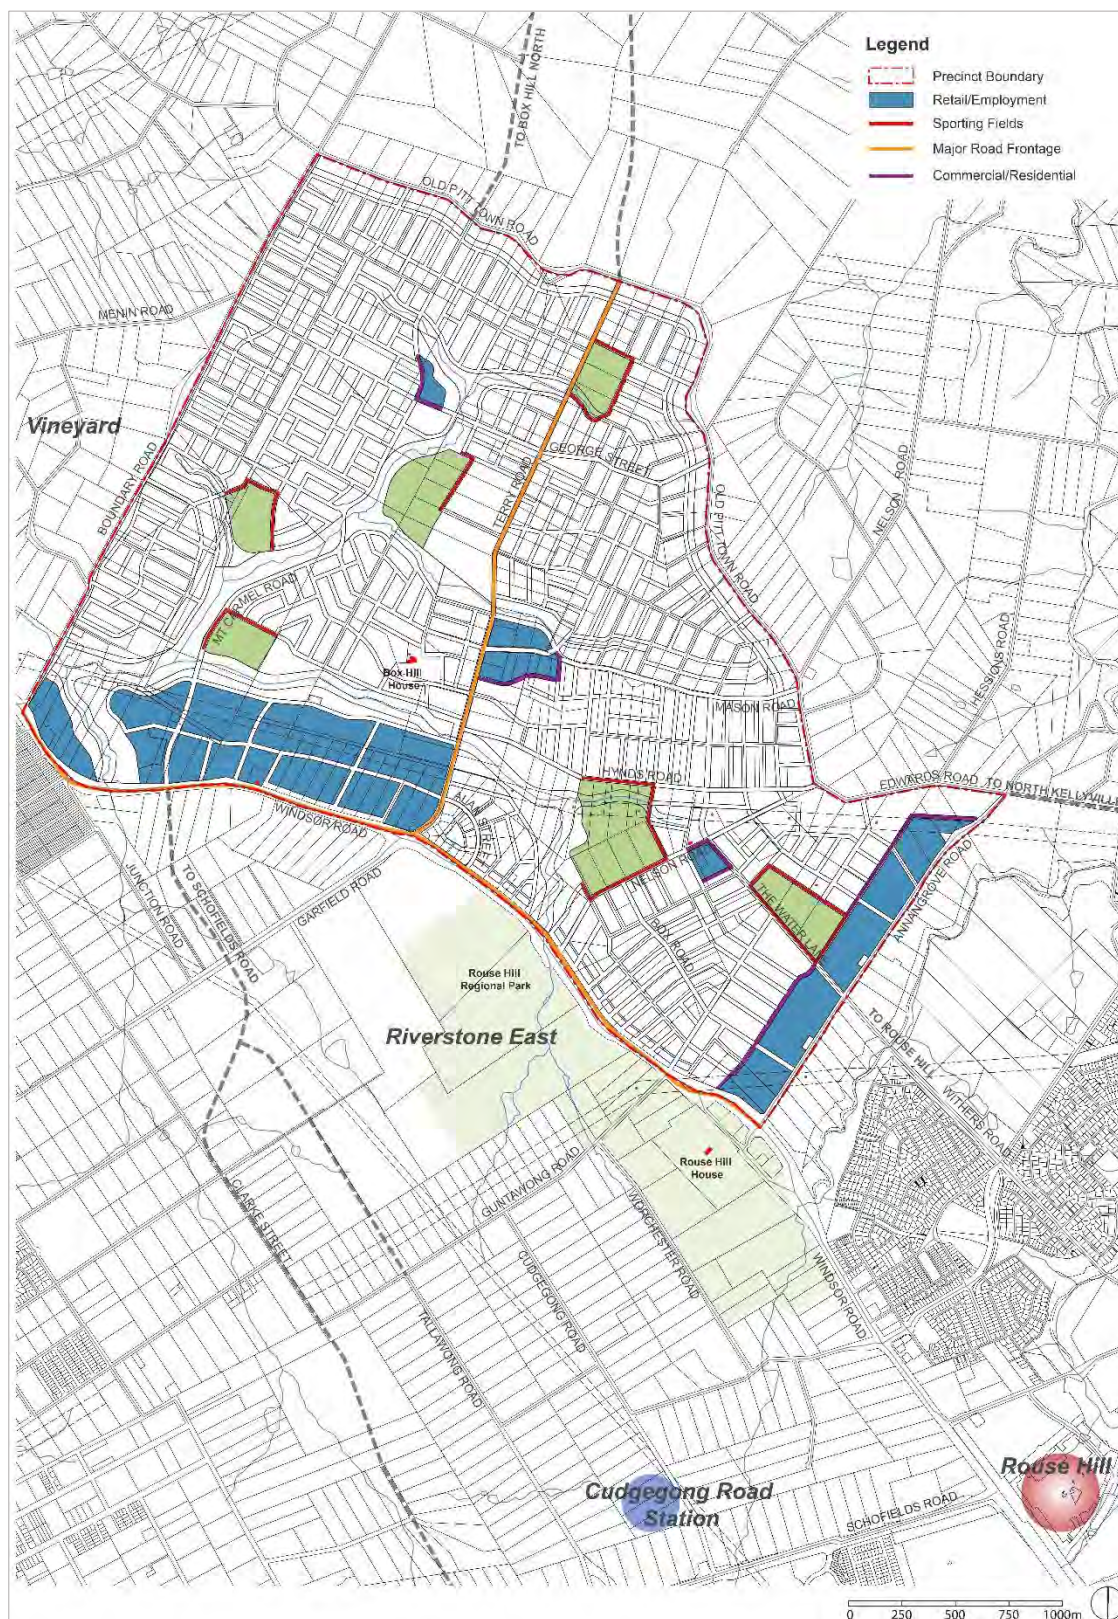 Legend
Precinct Boundary
Retail/Employment
Sporting Fields
Major Road Frontage
Commercial/Residential
TO BOX HILL NORTH
OLD PITT TOWN ROAD
MENIN ROAD
Vineyard
BOUNDARY ROAD
GEORGE STREET
TERRY ROAD
OLD PITT TOWN ROAD
NELSON ROAD
MT CARMEL ROAD
Box Hill
House
HESSIONS ROAD
MASON ROAD
HYNDS ROAD
EDWARDS ROAD
TO NORTH KELLYVILLE
WINDSOR ROAD
ALAN STREET
NELSON ROAD
THE WATER LANE
ANNANGROVE ROAD
BOX ROAD
JUNCTION ROAD
TO SCHOFIELDS ROAD
GARFIELD ROAD
Rouse Hill
Regional Park
Riverstone East
TO ROUSE HILL
WITHERS ROAD
Rouse Hill
House
GUNTAWONG ROAD
WORCHESTER ROAD
CLARKE STREET
CUDGEGONG ROAD
TALLAWONG ROAD
WINDSOR ROAD
Rouse Hill
Cudgegong Road
Station
SCHOFIELDS ROAD
0 250 500 750 1000m